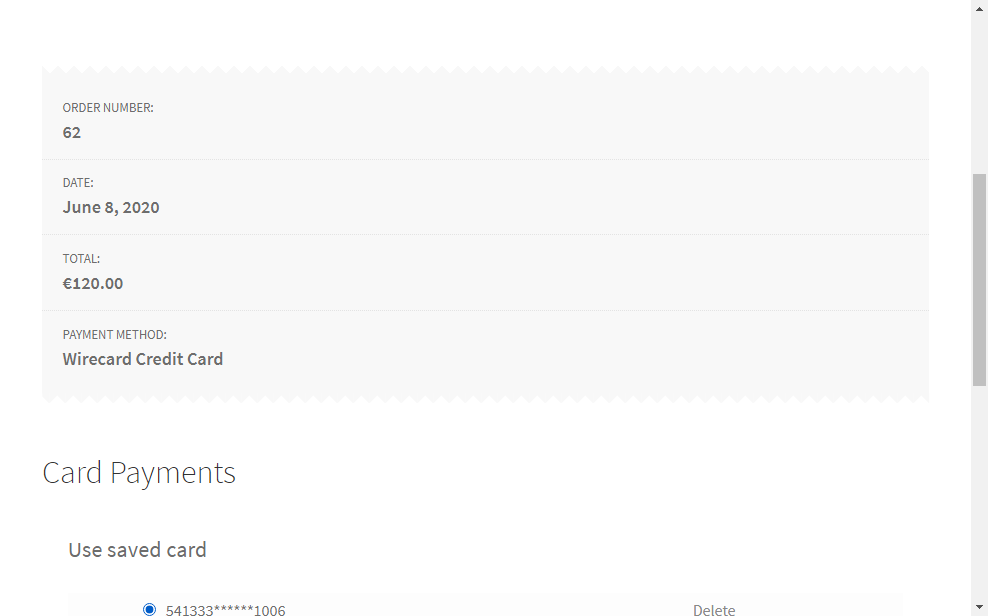 ORDER NUMBER:
62
DATE:
June 8, 2020
TOTAL:
€120.00
PAYMENT METHOD:
Wirecard Credit Card
Card Payments
Use saved card
541333******1006 Delete